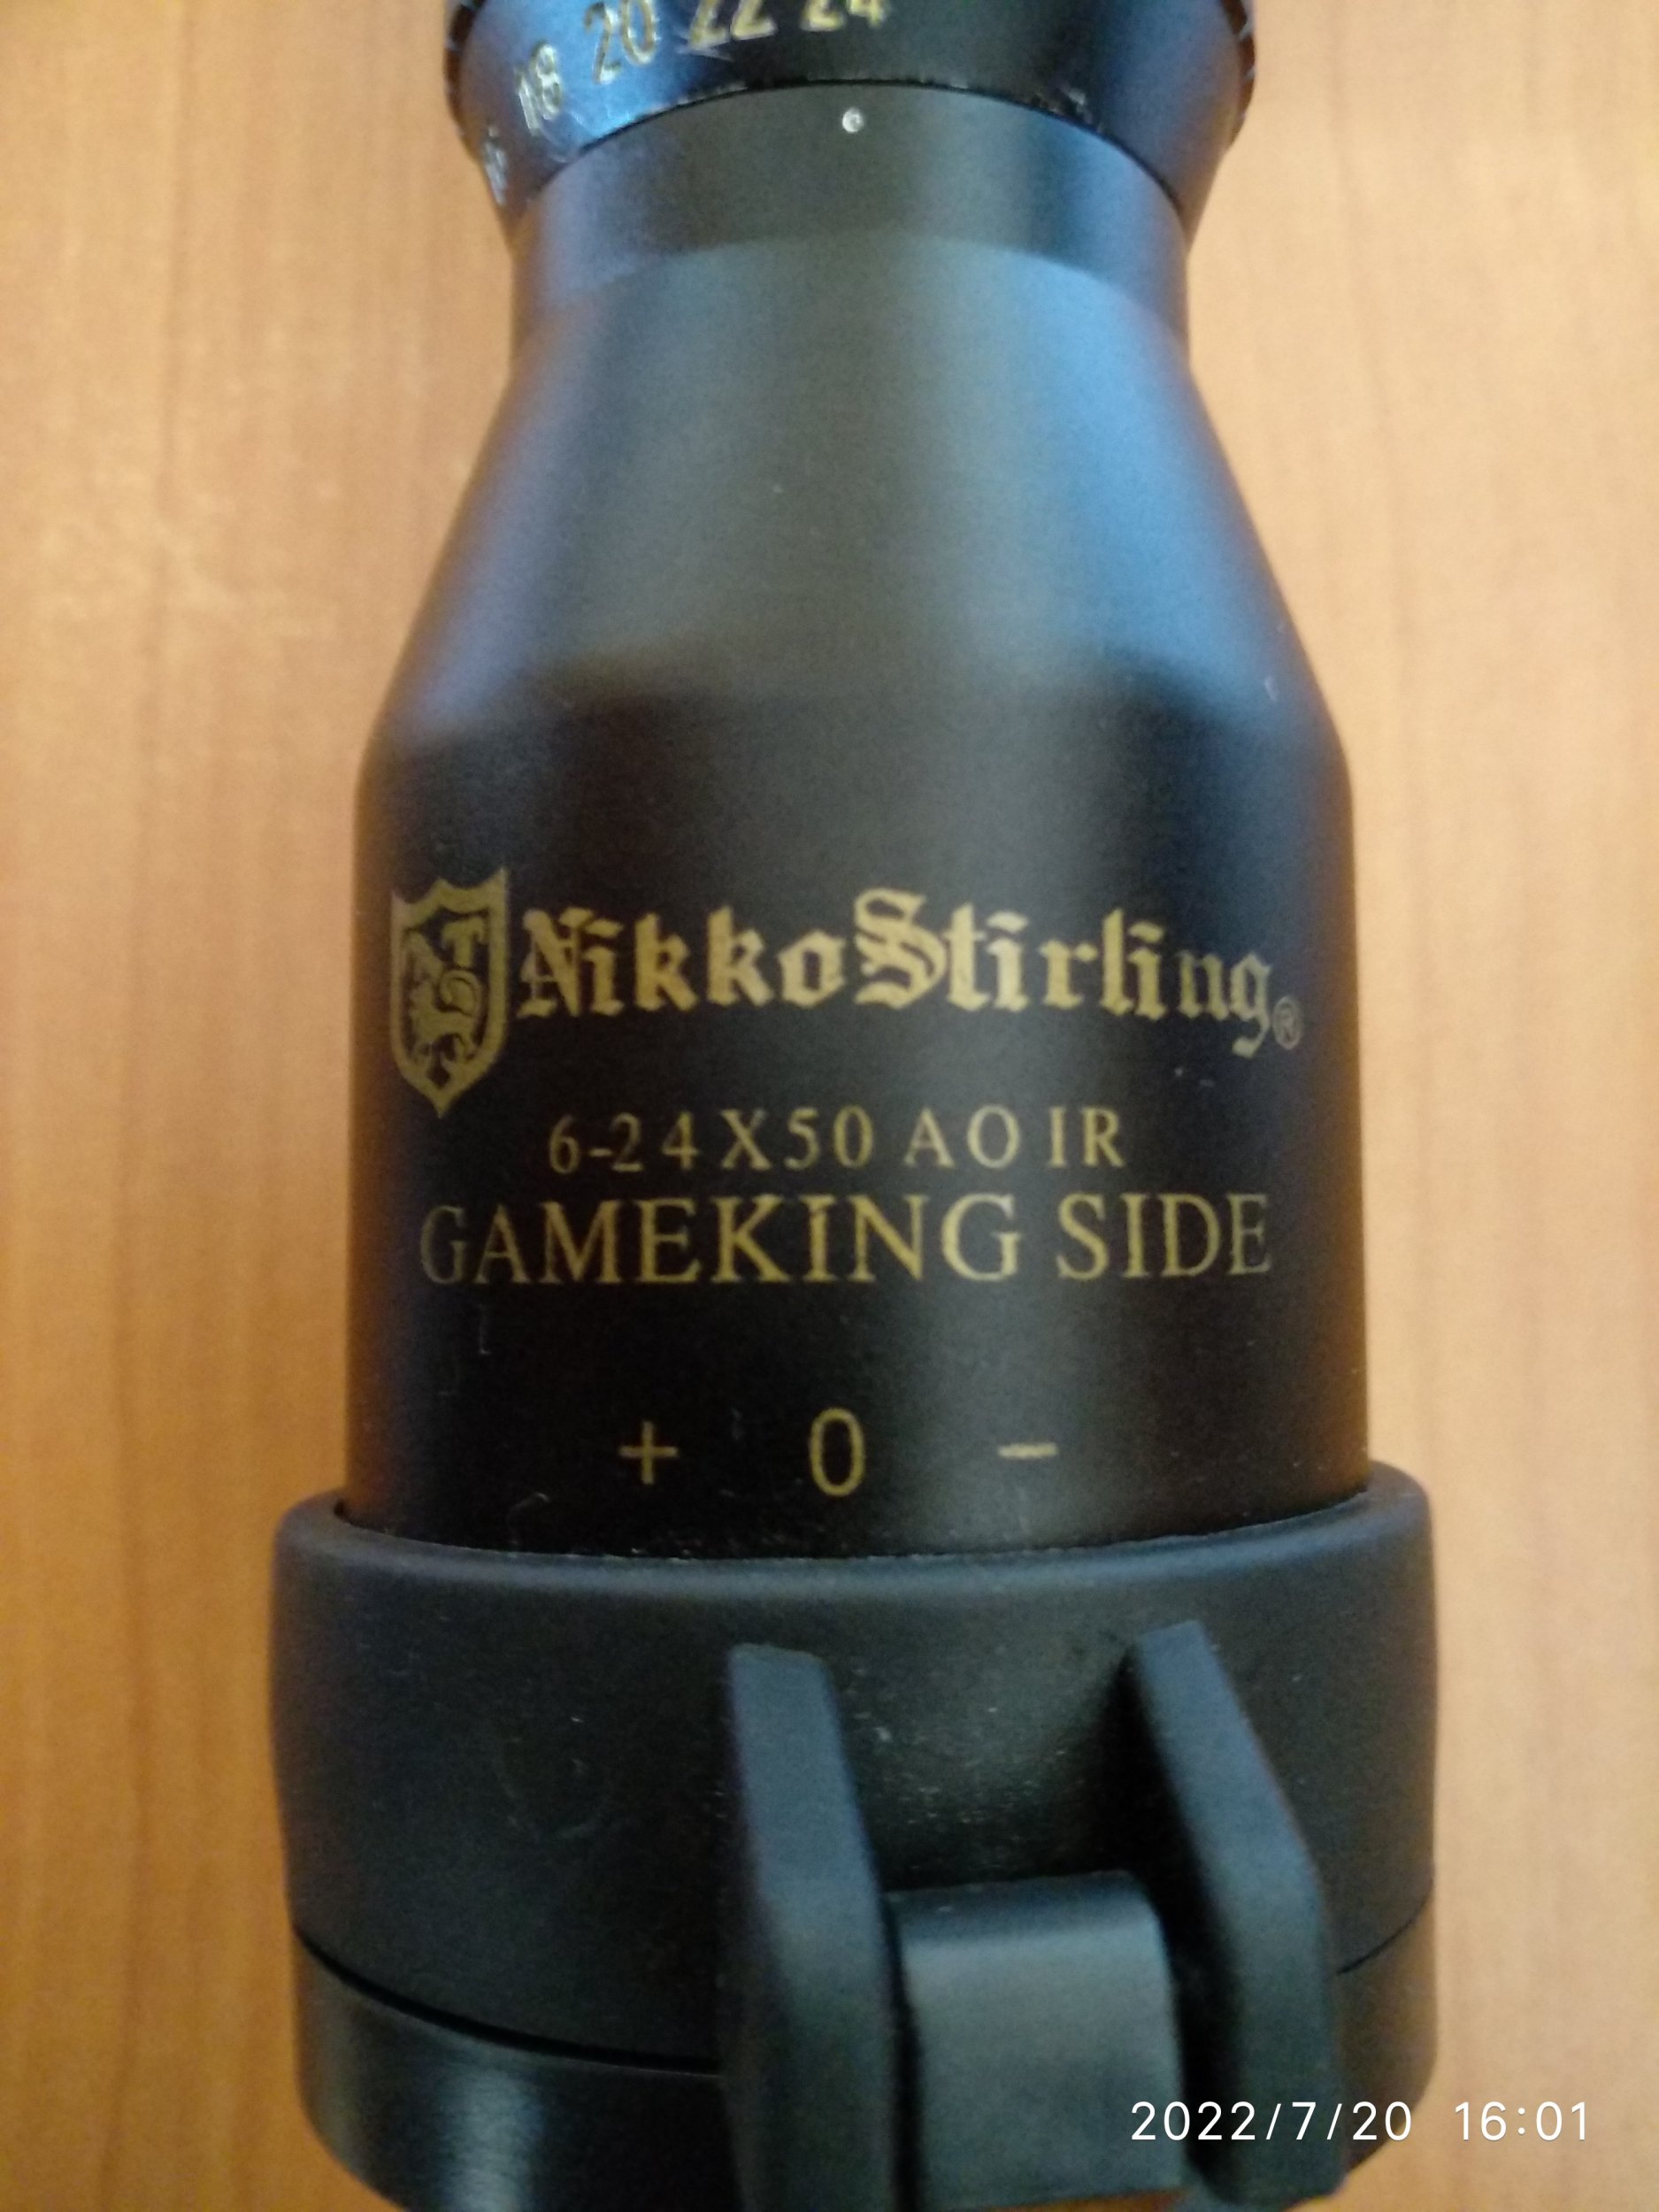 18 20 22 24
NikkoStirling®
6-24X50 AO IR
GAMEKING SIDE
+ 0 -
2022/7/20 16:01